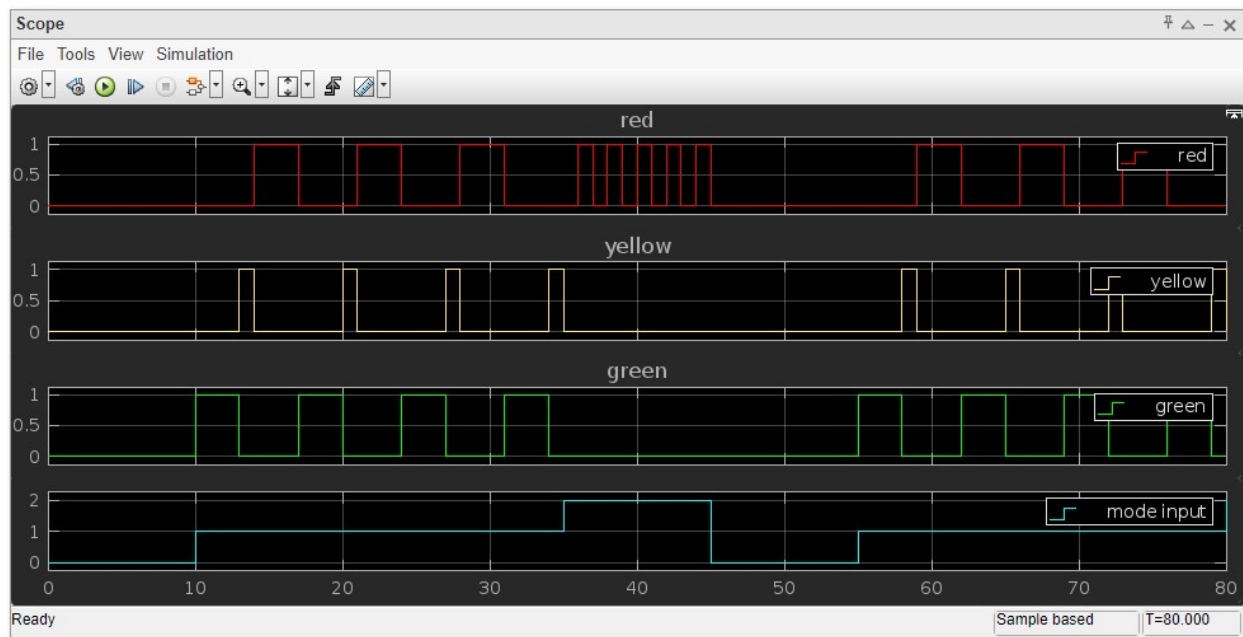 Scope
File Tools View Simulation
red
1
0.5
0
red
yellow
1
0.5
0
yellow
green
1
0.5
0
green
2
1
0
mode input
0 10 20 30 40 50 60 70 80
Ready Sample based T=80.000